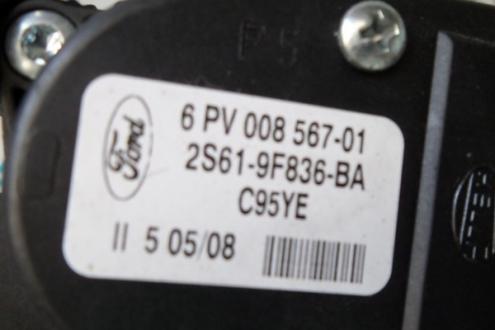 Ford
6 PV 008 567-01
2S61-9F836-BA
C95YE
II 5 05/08